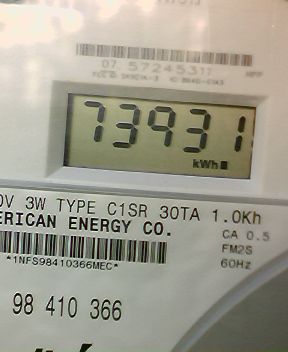 07 57245317
73931
kWh
0V 3W TYPE C1SR 30TA 1.0Kh
ERICAN ENERGY CO.
CA 0.5
FM2S
60Hz
*1NFS98410366MEC*
98 410 366